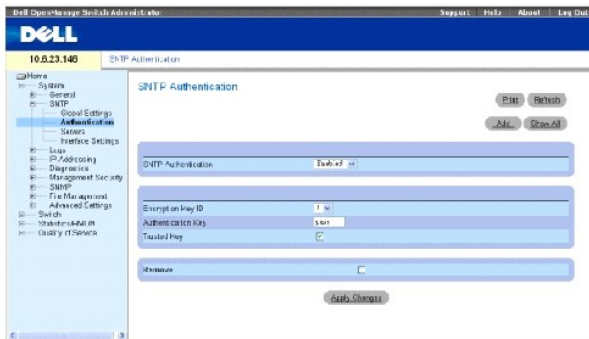 Dell OpenManage Switch Administrator
Support Help About Log Out
DELL
10.6.23.146
SNTP Authentication
Home
System
General
SNTP
Global Settings
Authentication
Servers
Interface Settings
Logs
IP Addressing
Diagnostics
Management Security
SNMP
File Management
Advanced Settings
Switch
Statistics/RMON
Quality of Service
SNTP Authentication
Print Refresh
Add Show All
SNTP Authentication Enabled
Encryption Key ID 1
Authentication Key
Trusted Key
Remove
Apply Changes